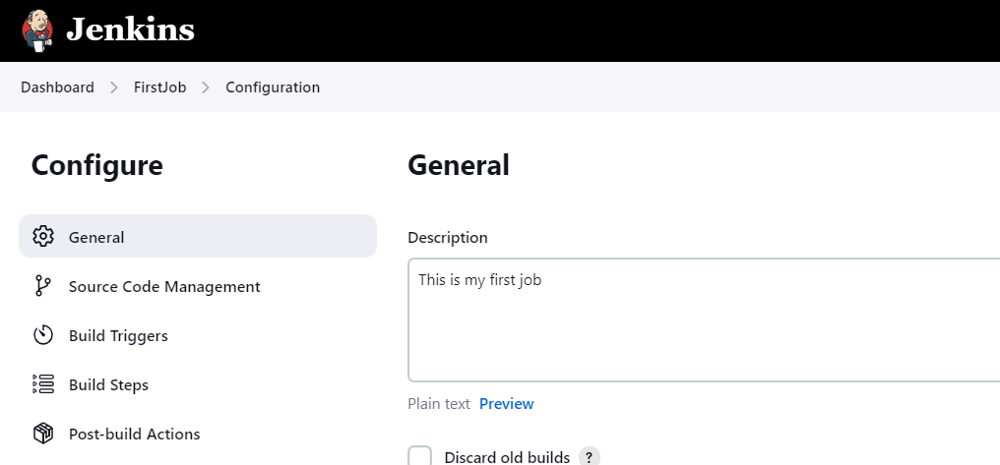 Jenkins
Dashboard > FirstJob > Configuration
Configure
General
Source Code Management
Build Triggers
Build Steps
Post-build Actions
General
Description
This is my first job
Plain text Preview
Discard old builds ?